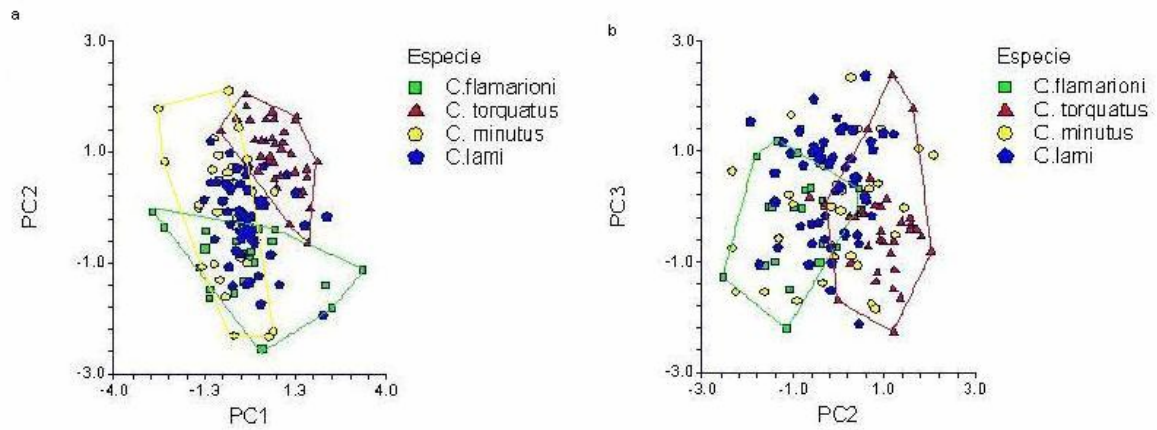 a
3.0
1.0
-1.0
-3.0
PC2
-4.0 -1.3 1.3 4.0
PC1
Especie
C.flamarioni
C. torquatus
C. minutus
C.lami
b
3.0
1.0
-1.0
-3.0
PC3
-3.0 -1.0 1.0 3.0
PC2
Especie
C.flamarioni
C. torquatus
C. minutus
C.lami